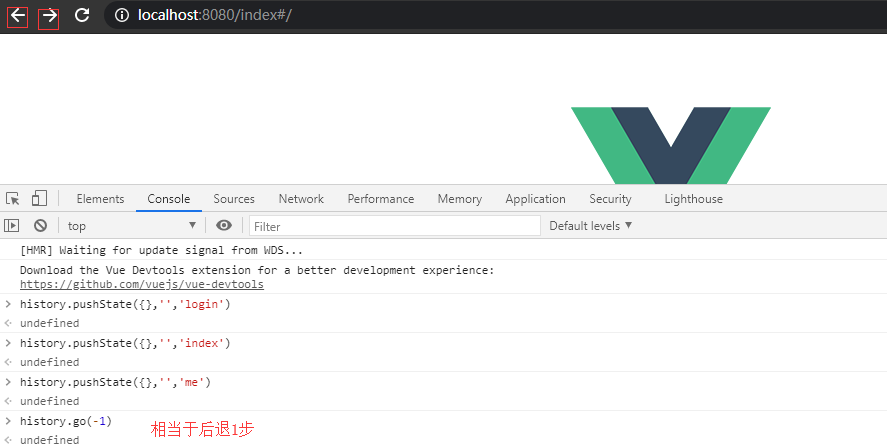 localhost:8080/index#/
Elements Console Sources Network Performance Memory Application Security Lighthouse
top Filter Default levels
[HMR] Waiting for update signal from WDS...
Download the Vue Devtools extension for a better development experience:
https://github.com/vuejs/vue-devtools
history.pushState({},'','login')
undefined
history.pushState({},'','index')
undefined
history.pushState({},'','me')
undefined
history.go(-1) 相当于后退1步
undefined